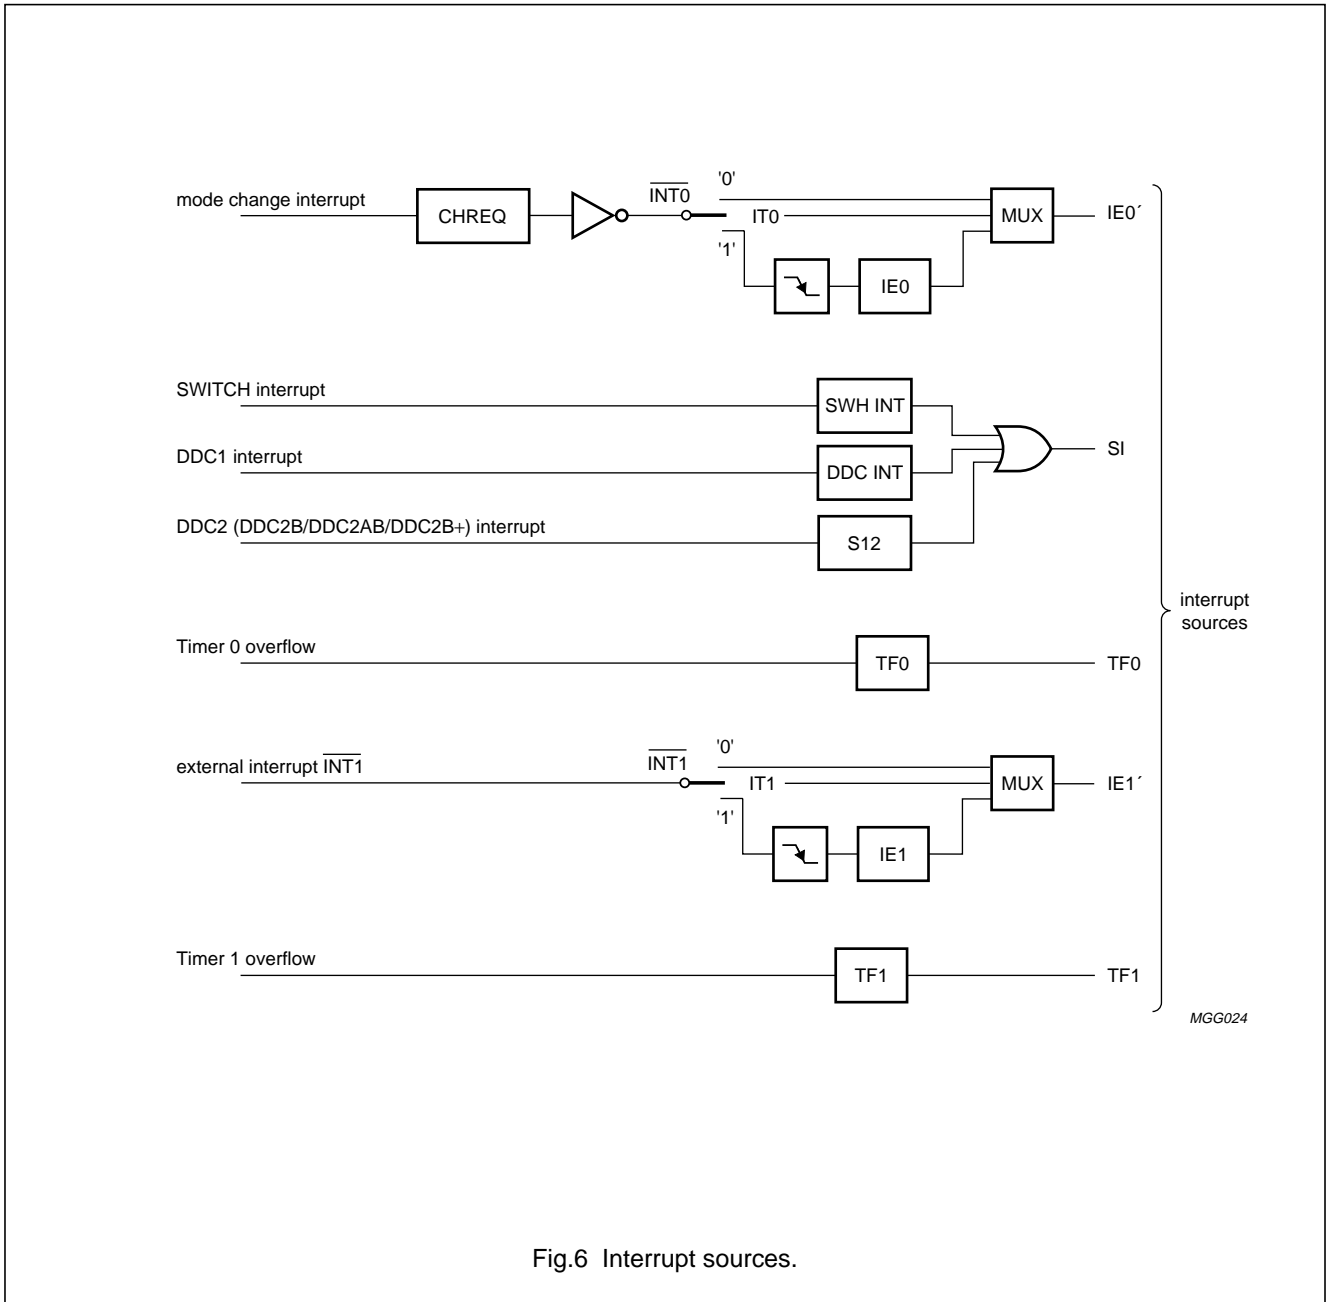 mode change interrupt
CHREQ
INT0
'0'
IT0
'1'
IE0
MUX
IE0´
SWITCH interrupt
SWH INT
DDC1 interrupt
DDC INT
SI
DDC2 (DDC2B/DDC2AB/DDC2B+) interrupt
S12
interrupt
sources
Timer 0 overflow
TF0
TF0
external interrupt INT1
INT1
'0'
IT1
'1'
IE1
MUX
IE1´
Timer 1 overflow
TF1
TF1
MGG024
Fig.6 Interrupt sources.